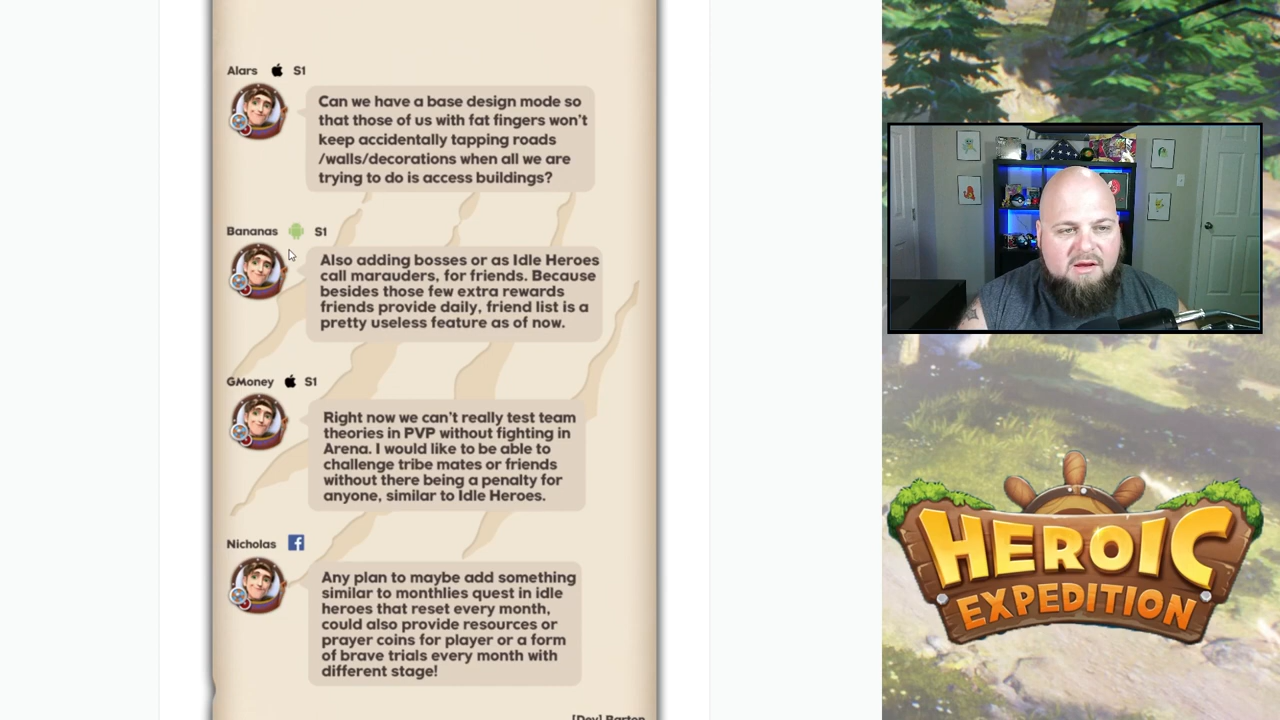 Alars S1
Can we have a base design mode so
that those of us with fat fingers won't
keep accidentally tapping roads
/walls/decorations when all we are
trying to do is access buildings?
Bananas S1
Also adding bosses or as Idle Heroes
call marauders, for friends. Because
besides those few extra rewards
friends provide daily, friend list is a
pretty useless feature as of now.
GMoney S1
Right now we can't really test team
theories in PVP without fighting in
Arena. I would like to be able to
challenge tribe mates or friends
without there being a penalty for
anyone, similar to Idle Heroes.
Nicholas
Any plan to maybe add something
similar to monthlies quest in idle
heroes that reset every month,
could also provide resources or
prayer coins for player or a form
of brave trials every month with
different stage!
[Dev] Barton
HEROIC
EXPEDITION